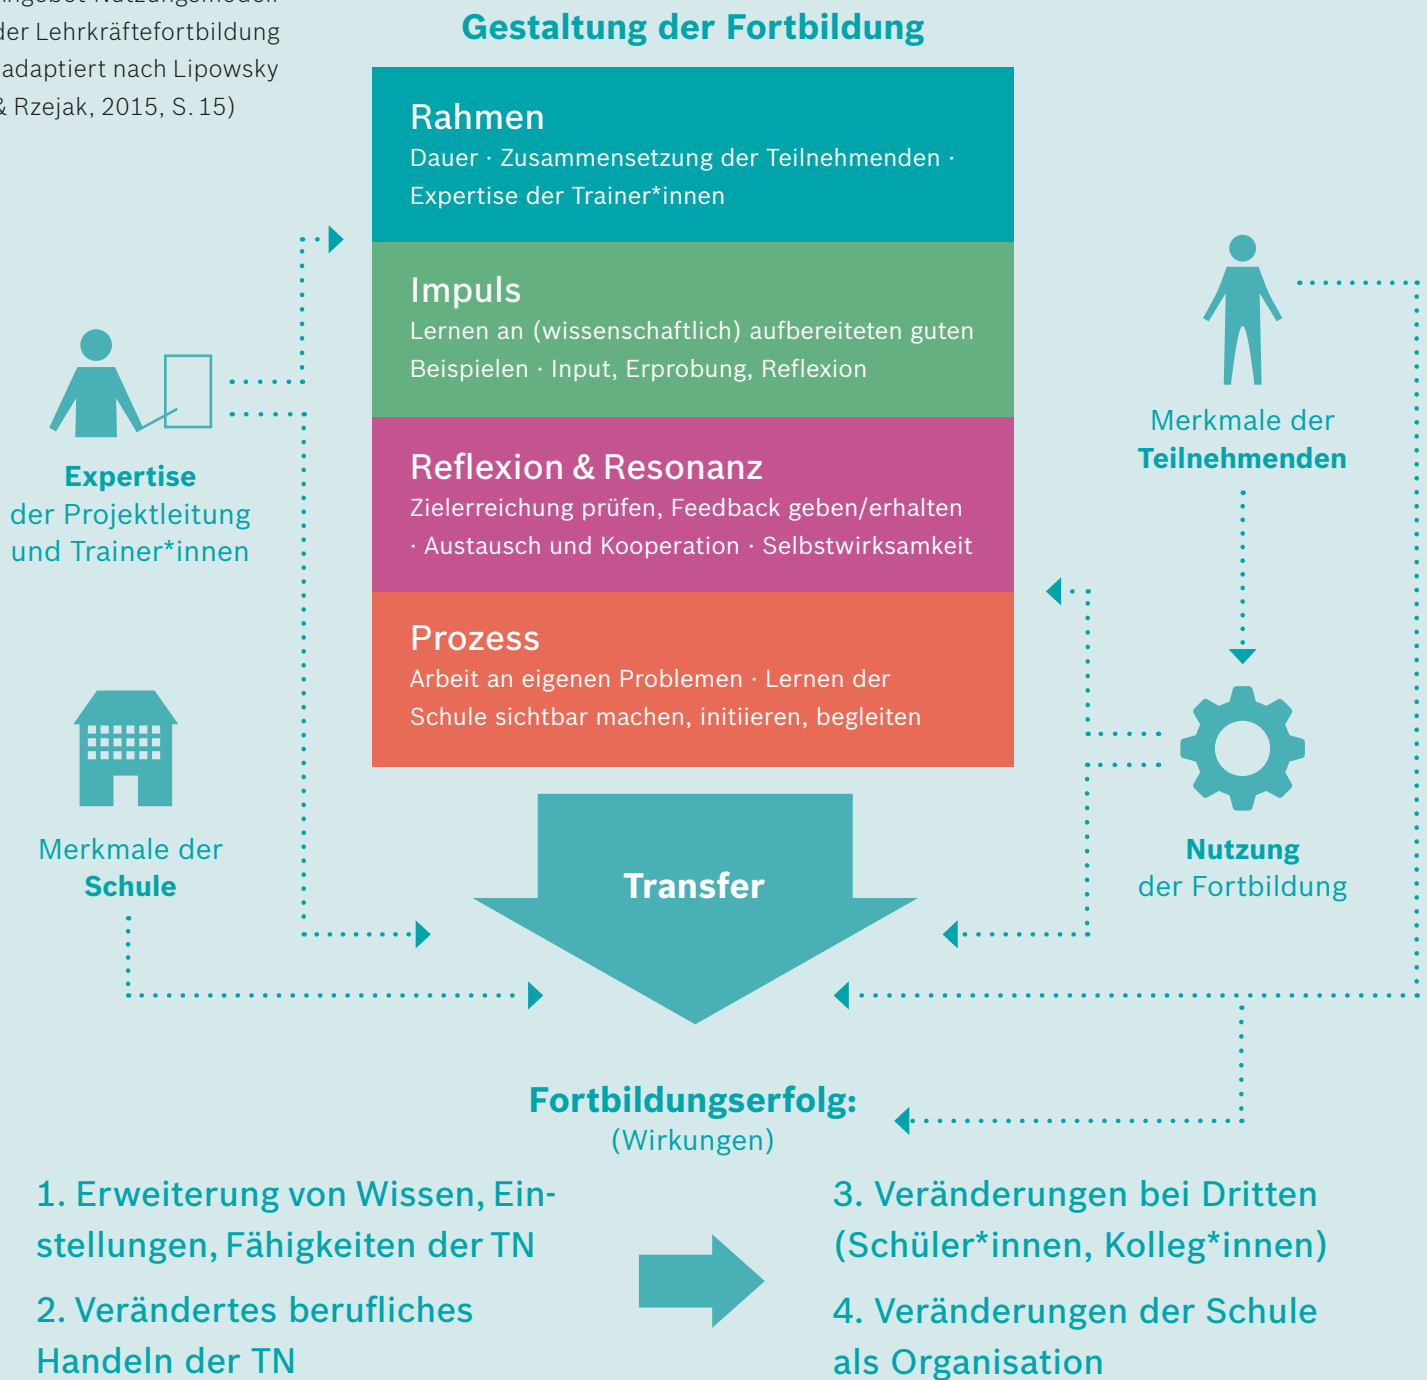 Angebot-Nutzungsmodell
der Lehrkräftefortbildung
adaptiert nach Lipowsky
& Rzejak, 2015, S. 15)
Gestaltung der Fortbildung
Rahmen
Dauer · Zusammensetzung der Teilnehmenden ·
Expertise der Trainer*innen
Impuls
Lernen an (wissenschaftlich) aufbereiteten guten
Beispielen · Input, Erprobung, Reflexion
Reflexion & Resonanz
Zielerreichung prüfen, Feedback geben/erhalten
· Austausch und Kooperation · Selbstwirksamkeit
Prozess
Arbeit an eigenen Problemen · Lernen der
Schule sichtbar machen, initiieren, begleiten
Expertise
der Projektleitung
und Trainer*innen
Merkmale der
Schule
Merkmale der
Teilnehmenden
Nutzung
der Fortbildung
Transfer
Fortbildungserfolg:
(Wirkungen)
1. Erweiterung von Wissen, Ein-
stellungen, Fähigkeiten der TN
2. Verändertes berufliches
Handeln der TN
3. Veränderungen bei Dritten
(Schüler*innen, Kolleg*innen)
4. Veränderungen der Schule
als Organisation